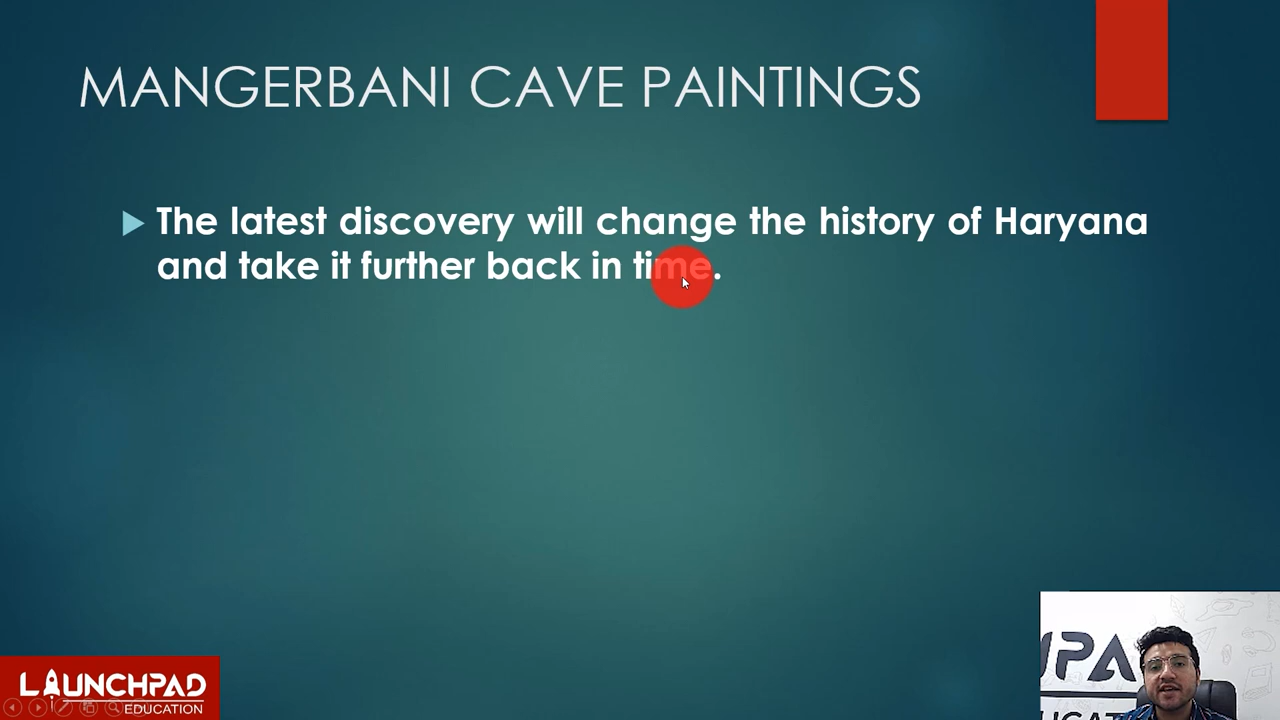 MANGERBANI CAVE PAINTINGS
The latest discovery will change the history of Haryana
and take it further back in time.
LAUNCHPAD
EDUCATION